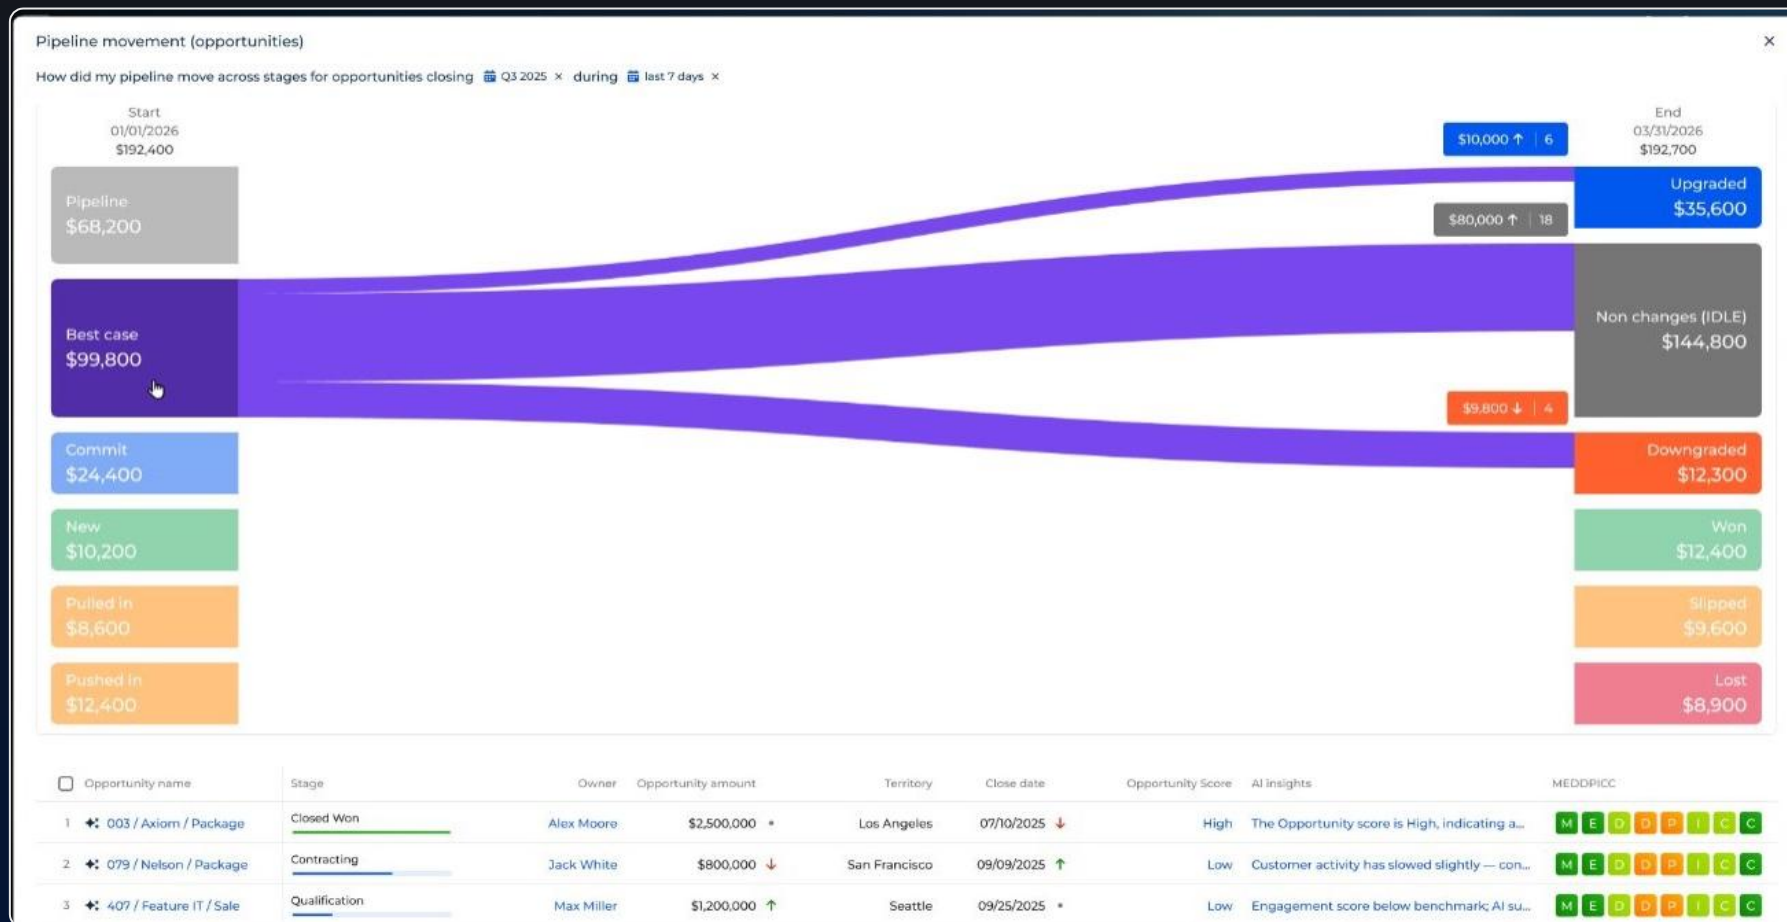 Pipeline movement (opportunities)
×
How did my pipeline move across stages for opportunities closing Q3 2025 × during last 7 days ×
Start
01/01/2026
$192,400
End
03/31/2026
$192,700
Pipeline
$68,200
Best case
$99,800
Commit
$24,400
New
$10,200
Pulled in
$8,600
Pushed in
$12,400
$10,000 ↑ | 6
$80,000 ↑ | 18
$9,800 ↓ | 4
Upgraded
$35,600
Non changes (IDLE)
$144,800
Downgraded
$12,300
Won
$12,400
Slipped
$9,600
Lost
$8,900
Opportunity name Stage Owner Opportunity amount Territory Close date Opportunity Score AI insights MEDDPICC
1 003 / Axiom / Package Closed Won Alex Moore $2,500,000 • Los Angeles 07/10/2025 ↓ High The Opportunity score is High, indicating a... M E D D P I C C
2 079 / Nelson / Package Contracting Jack White $800,000 ↓ San Francisco 09/09/2025 ↑ Low Customer activity has slowed slightly — con... M E D D P I C C
3 407 / Feature IT / Sale Qualification Max Miller $1,200,000 ↑ Seattle 09/25/2025 • Low Engagement score below benchmark; AI su... M E D D P I C C